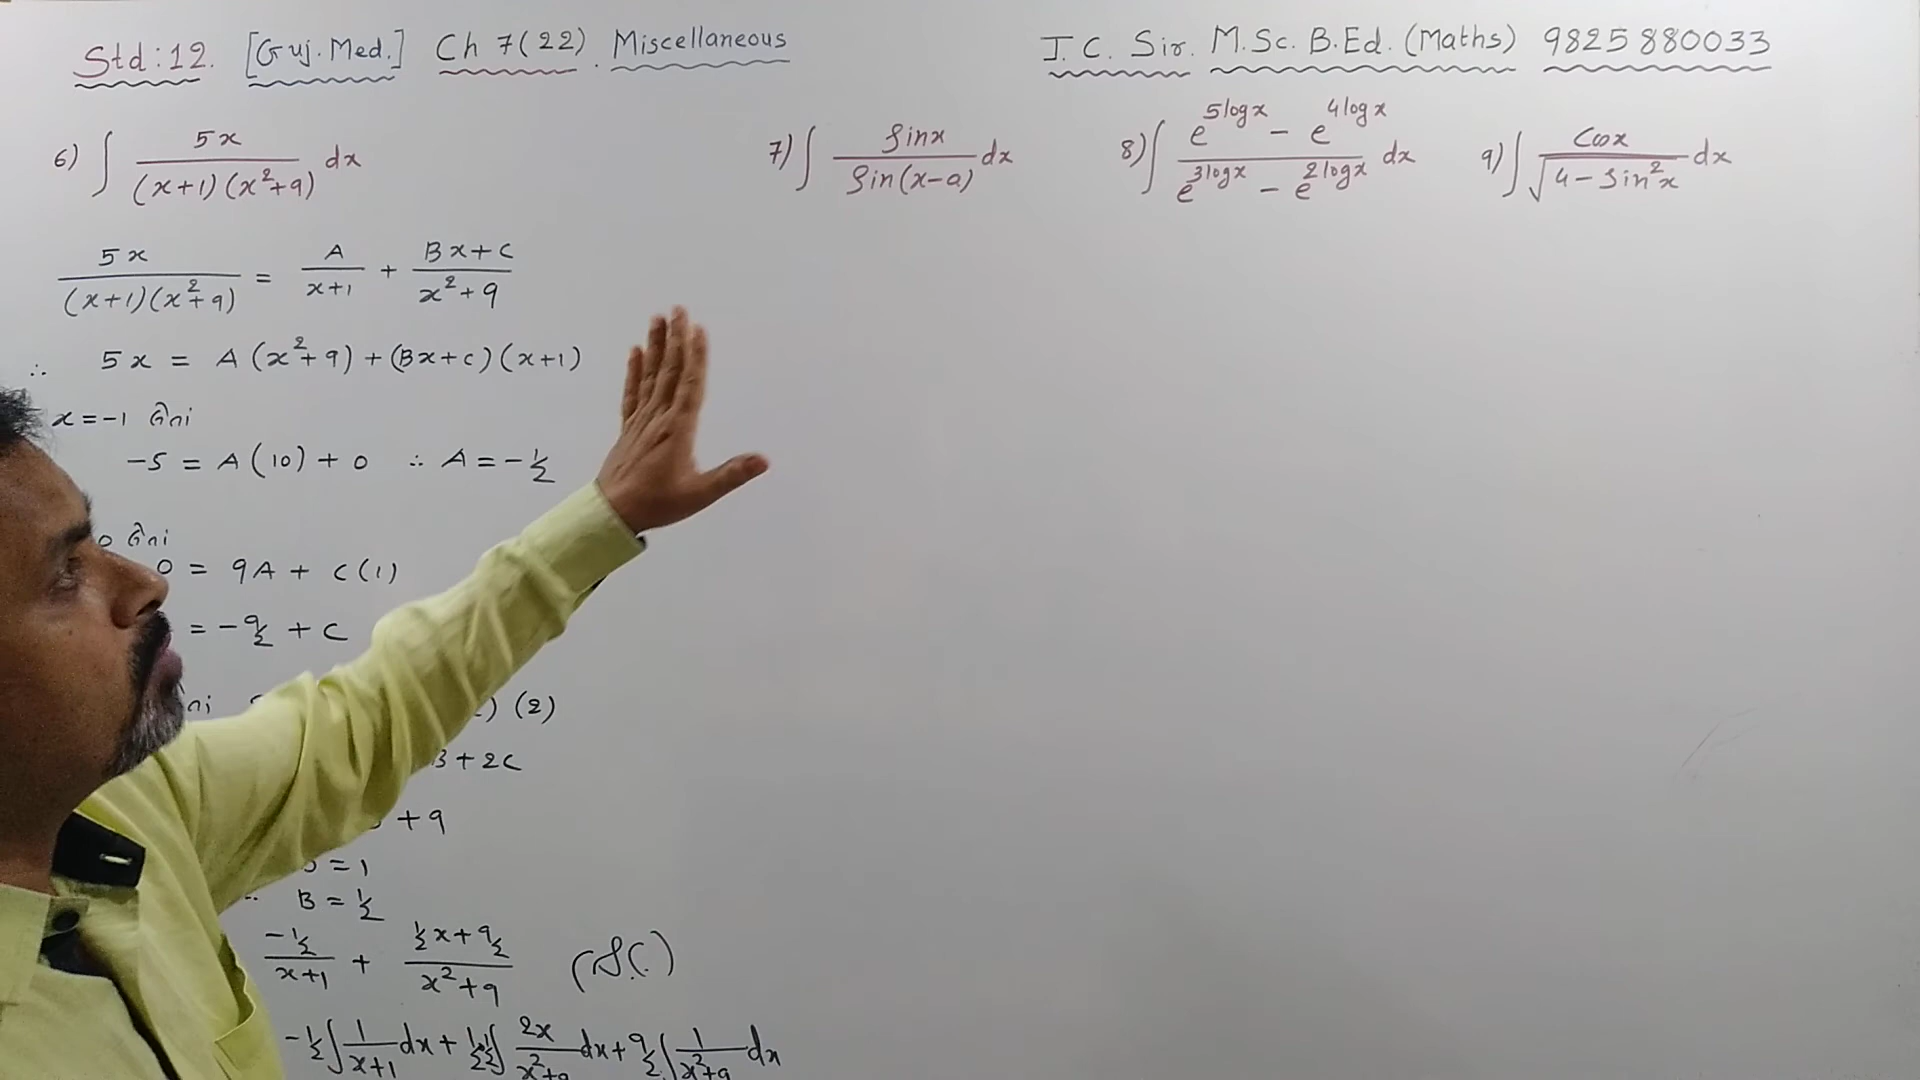 Std:12. [Guj. Med.] Ch 7(22). Miscellaneous
J. C. Sir. M.Sc. B.Ed. (Maths) 9825880033
6) ∫ 5x / (x+1)(x²+9) dx
7) ∫ Sinx / Sin(x-a) dx
8) ∫ e^5logx - e^4logx / e^3logx - e^2logx dx
9) ∫ Cosx / √4-Sin²x dx
5x / (x+1)(x²+9) = A / x+1 + Bx+C / x²+9
∴ 5x = A(x²+9)+(Bx+C)(x+1)
x=-1 લેતાં
-5 = A(10)+0 ∴ A=-½
0 લેતાં
0 = 9A + C(1)
= -9/2 + C
) (2)
+ 2C
+ 9
= 1
B = ½
-½ / x+1 + ½x+9/2 / x²+9
-½∫ 1 / x+1 dx + ½·½∫ 2x / x²+9 dx + 9/2 ∫ 1 / x²+9 dx